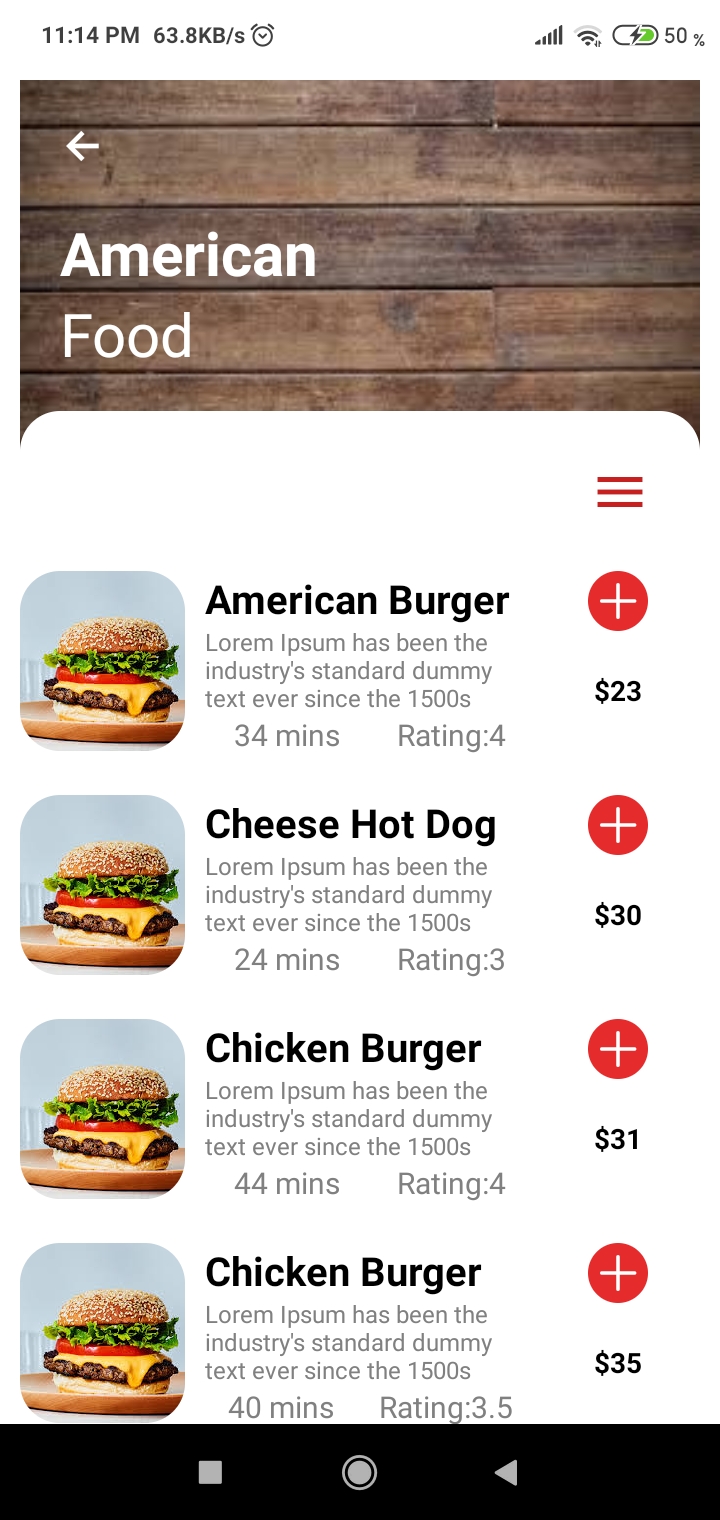 11:14 PM 63.8KB/s 50 %
American
Food
American Burger
Lorem Ipsum has been the
industry's standard dummy
text ever since the 1500s
34 mins Rating:4
$23
Cheese Hot Dog
Lorem Ipsum has been the
industry's standard dummy
text ever since the 1500s
24 mins Rating:3
$30
Chicken Burger
Lorem Ipsum has been the
industry's standard dummy
text ever since the 1500s
44 mins Rating:4
$31
Chicken Burger
Lorem Ipsum has been the
industry's standard dummy
text ever since the 1500s
40 mins Rating:3.5
$35